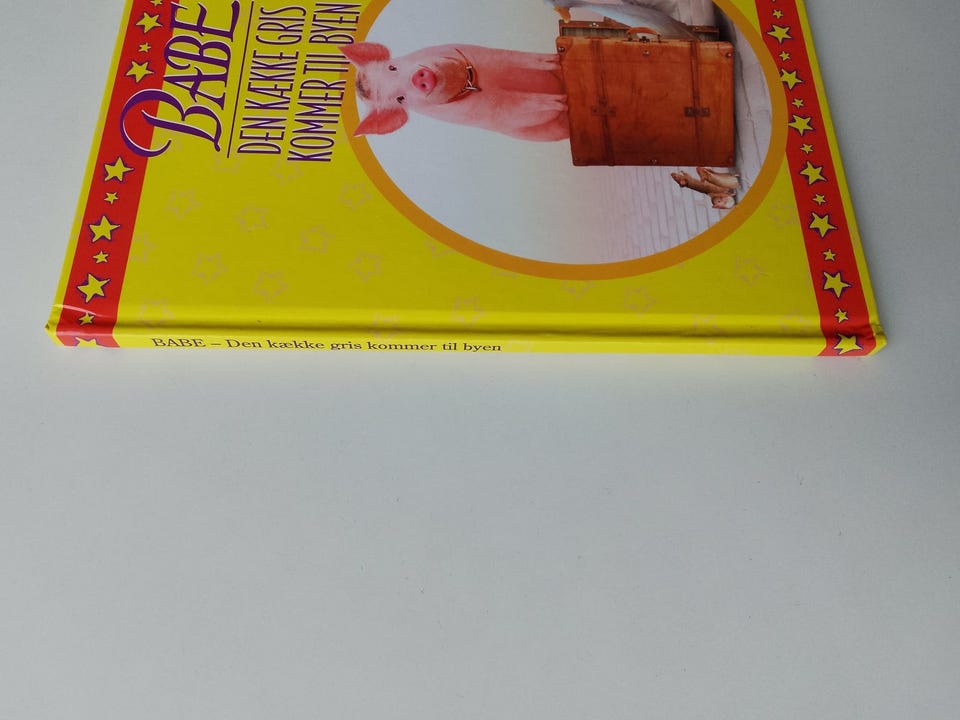 BABE
DEN KÆKKE GRIS
KOMMER TIL BYEN
BABE – Den kække gris kommer til byen